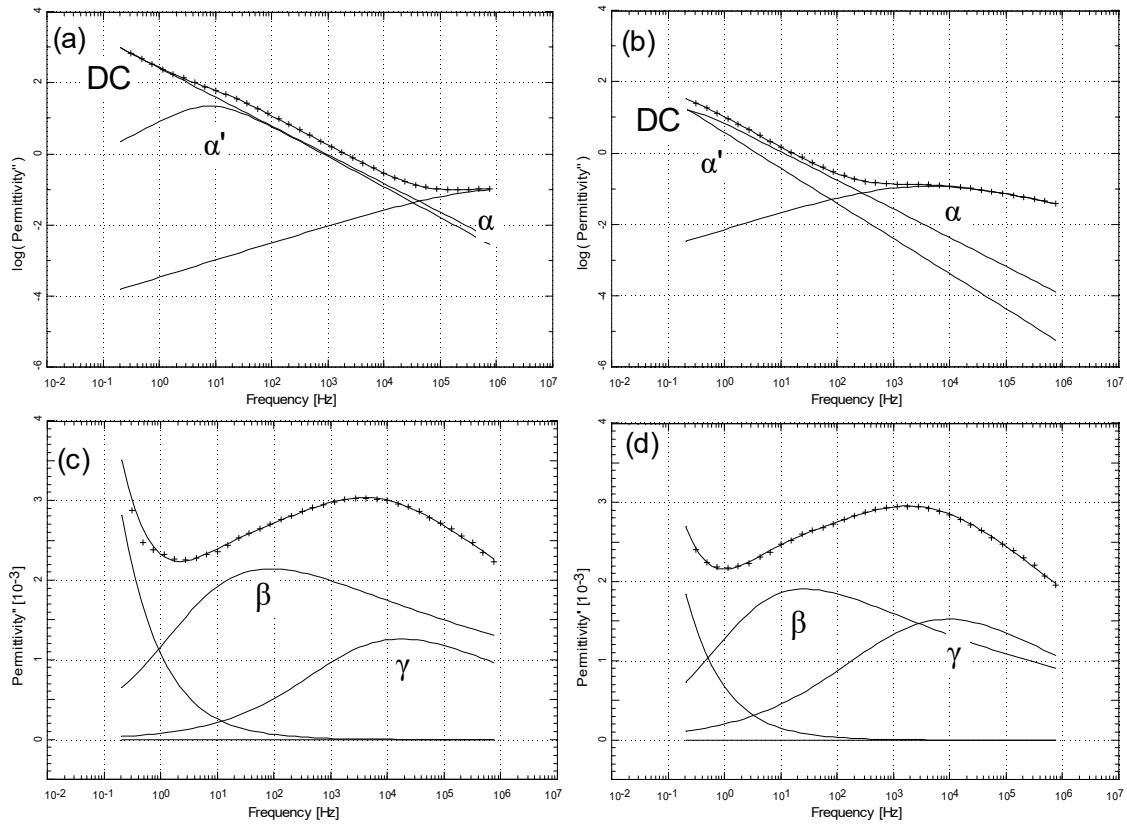 (a)
DC
α'
α
4
2
0
-2
-4
-6
log( Permittivity'')
10-2 10-1 100 101 102 103 104 105 106 107
Frequency [Hz]
(b)
DC
α'
α
4
2
0
-2
-4
-6
log( Permittivity'')
10-2 10-1 100 101 102 103 104 105 106 107
Frequency [Hz]
(c)
β
γ
4
3
2
1
0
Permittivity'' [10-3]
10-2 10-1 100 101 102 103 104 105 106 107
Frequency [Hz]
(d)
β
γ
4
3
2
1
0
Permittivity'' [10-3]
10-2 10-1 100 101 102 103 104 105 106 107
Frequency [Hz]